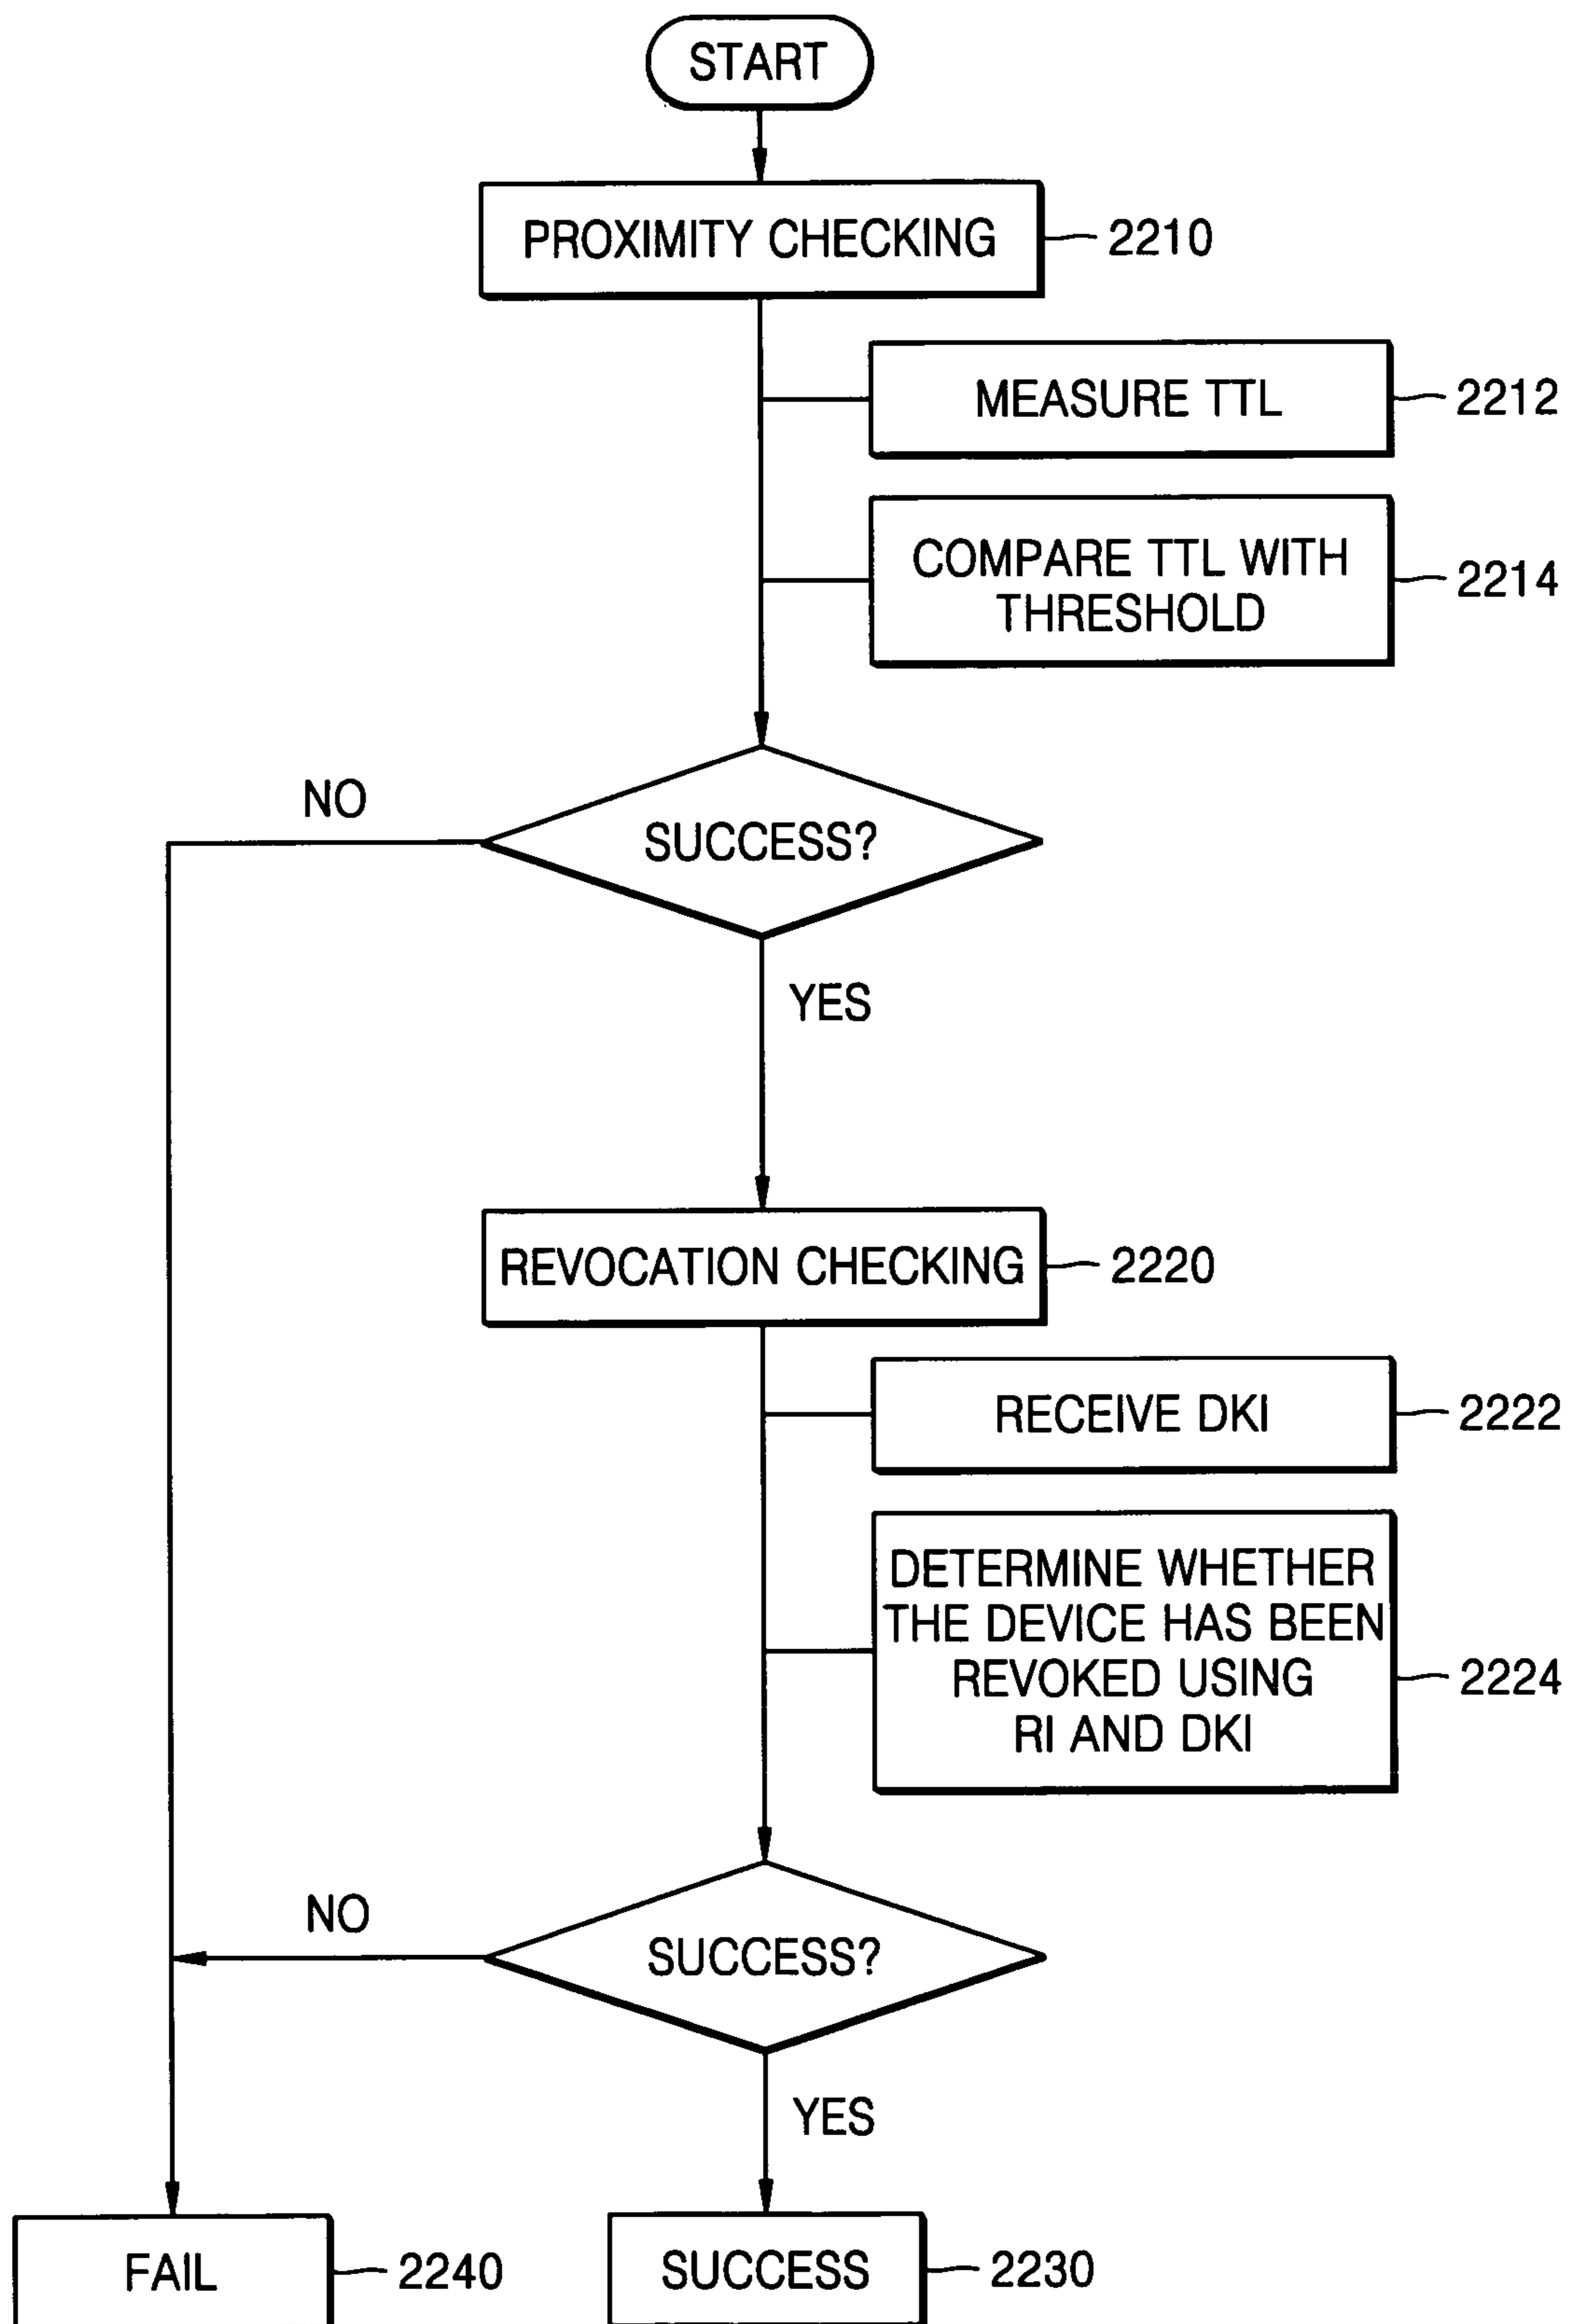 START
PROXIMITY CHECKING
2210
MEASURE TTL
2212
COMPARE TTL WITH
THRESHOLD
2214
NO
SUCCESS?
YES
REVOCATION CHECKING
2220
RECEIVE DKI
2222
DETERMINE WHETHER
THE DEVICE HAS BEEN
REVOKED USING
RI AND DKI
2224
NO
SUCCESS?
YES
FAIL
2240
SUCCESS
2230